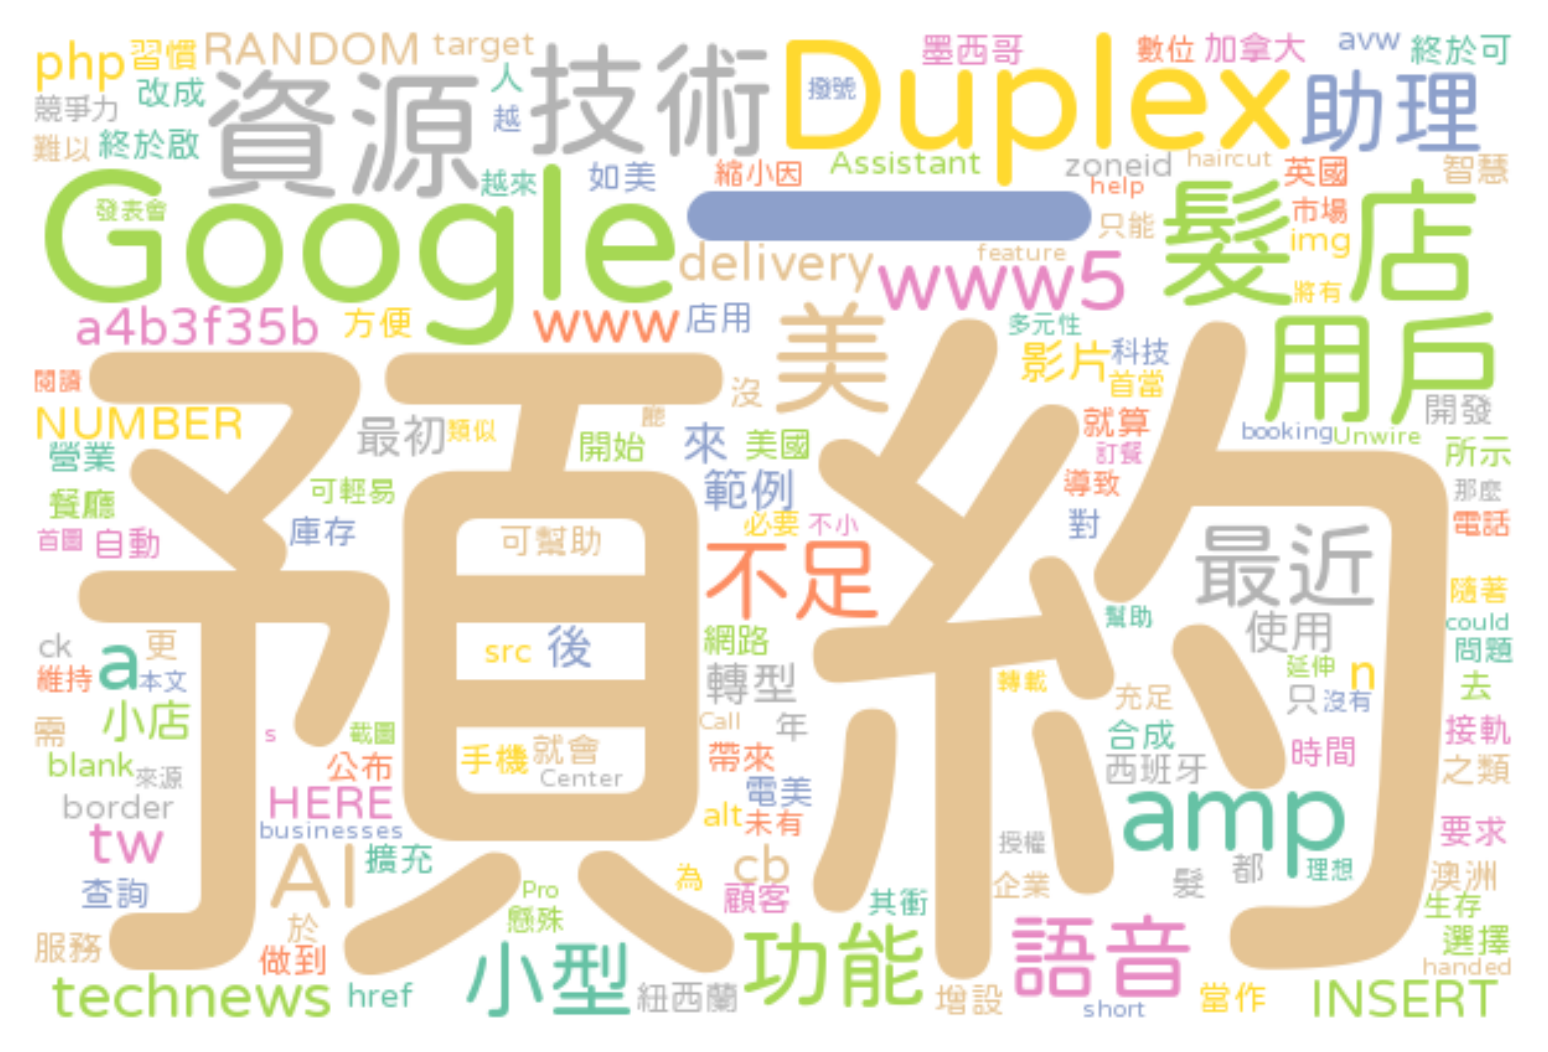 php 習慣 RANDOM target 墨西哥 數位 加拿大 avw 終於可
競爭力 改成 資源 人 技術 Duplex 撥號 助理
難以 終於啟 越
Google 發表會 越來 如美 縮小因 Assistant zoneid haircut 英國 智慧
一 help 髮店 市場
delivery feature www5 只能 img 將有
a4b3f35b 方便 www 店用 美 多元性 用戶
閱讀 預約 沒 影片 科技 首當
NUMBER 最初 類似 廳 就算 開發
營業 開始 來 美國 訂餐 booking Unwire 所示
餐廳 可輕易 範例 導致 那麼
首圖 自動 庫存 可幫助 必要 不小 對 電話
不足 最近 隨著
ck 更 src 後 網路 幫助 使用 could
維持 a 本文 轉型 轉載 延伸 n 問題
需 小店 s 截圖 Call 年 充足 只 沒有 去
blank 來源 公布 手機 就會 Center 帶來 合成 西班牙 時間 接軌 之類
border HERE 電美 amp
tw businesses alt 未有 授權 要求
查詢 AI 擴充 Pro 為 cb 顧客 企業 髮 都 理想 澳洲
於 懸殊 其衝 生存
服務 做到 小型 功能 語音 選擇 handed
technews href 紐西蘭 增設 short 當作 INSERT